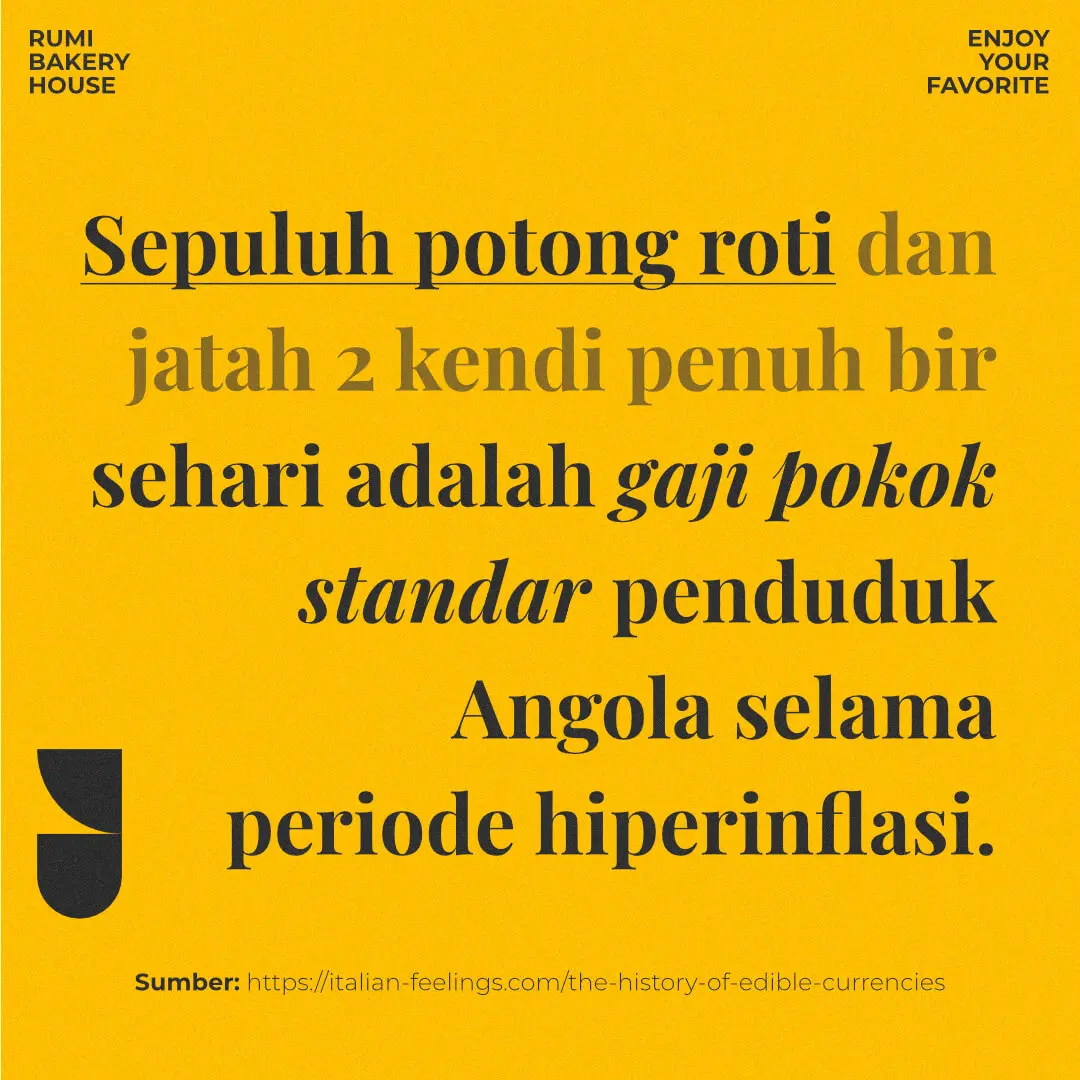 RUMI
BAKERY
HOUSE
ENJOY
YOUR
FAVORITE
Sepuluh potong roti dan
jatah 2 kendi penuh bir
sehari adalah gaji pokok
standar penduduk
Angola selama
periode hiperinflasi.
Sumber: https://italian-feelings.com/the-history-of-edible-currencies